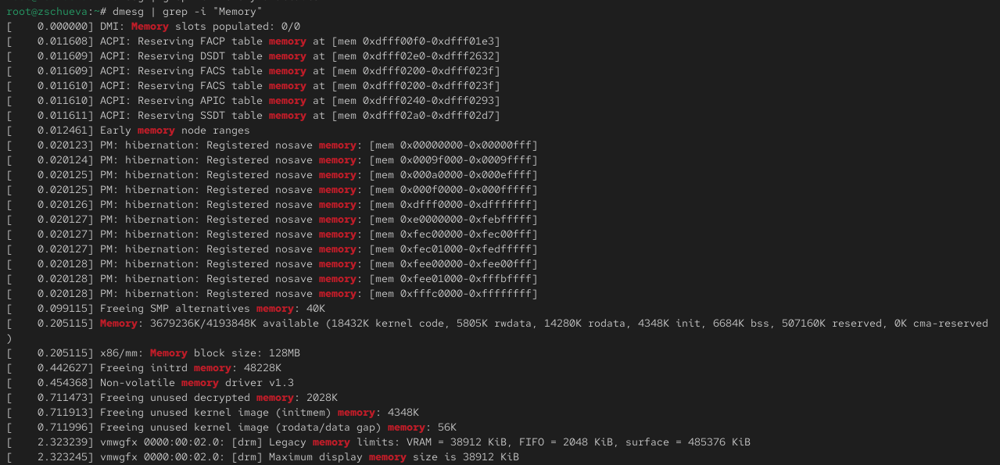 root@zschueva:~# dmesg | grep -i "Memory"
[    0.000000] DMI: Memory slots populated: 0/0
[    0.011608] ACPI: Reserving FACP table memory at [mem 0xdfff00f0-0xdfff01e3]
[    0.011609] ACPI: Reserving DSDT table memory at [mem 0xdfff02e0-0xdfff2632]
[    0.011609] ACPI: Reserving FACS table memory at [mem 0xdfff0200-0xdfff023f]
[    0.011610] ACPI: Reserving FACS table memory at [mem 0xdfff0200-0xdfff023f]
[    0.011610] ACPI: Reserving APIC table memory at [mem 0xdfff0240-0xdfff0293]
[    0.011611] ACPI: Reserving SSDT table memory at [mem 0xdfff02a0-0xdfff02d7]
[    0.012461] Early memory node ranges
[    0.020123] PM: hibernation: Registered nosave memory: [mem 0x00000000-0x00000fff]
[    0.020124] PM: hibernation: Registered nosave memory: [mem 0x0009f000-0x0009ffff]
[    0.020125] PM: hibernation: Registered nosave memory: [mem 0x000a0000-0x000effff]
[    0.020125] PM: hibernation: Registered nosave memory: [mem 0x000f0000-0x000fffff]
[    0.020126] PM: hibernation: Registered nosave memory: [mem 0xdfff0000-0xdfffffff]
[    0.020127] PM: hibernation: Registered nosave memory: [mem 0xe0000000-0xfebfffff]
[    0.020127] PM: hibernation: Registered nosave memory: [mem 0xfec00000-0xfec00fff]
[    0.020127] PM: hibernation: Registered nosave memory: [mem 0xfec01000-0xfedfffff]
[    0.020128] PM: hibernation: Registered nosave memory: [mem 0xfee00000-0xfee00fff]
[    0.020128] PM: hibernation: Registered nosave memory: [mem 0xfee01000-0xfffbffff]
[    0.020128] PM: hibernation: Registered nosave memory: [mem 0xfffc0000-0xffffffff]
[    0.099115] Freeing SMP alternatives memory: 40K
[    0.205115] Memory: 3679236K/4193848K available (18432K kernel code, 5805K rwdata, 14280K rodata, 4348K init, 6684K bss, 507160K reserved, 0K cma-reserved
)
[    0.205115] x86/mm: Memory block size: 128MB
[    0.442627] Freeing initrd memory: 48228K
[    0.454368] Non-volatile memory driver v1.3
[    0.711473] Freeing unused decrypted memory: 2028K
[    0.711913] Freeing unused kernel image (initmem) memory: 4348K
[    0.711996] Freeing unused kernel image (rodata/data gap) memory: 56K
[    2.323239] vmwgfx 0000:00:02.0: [drm] Legacy memory limits: VRAM = 38912 KiB, FIFO = 2048 KiB, surface = 485376 KiB
[    2.323245] vmwgfx 0000:00:02.0: [drm] Maximum display memory size is 38912 KiB